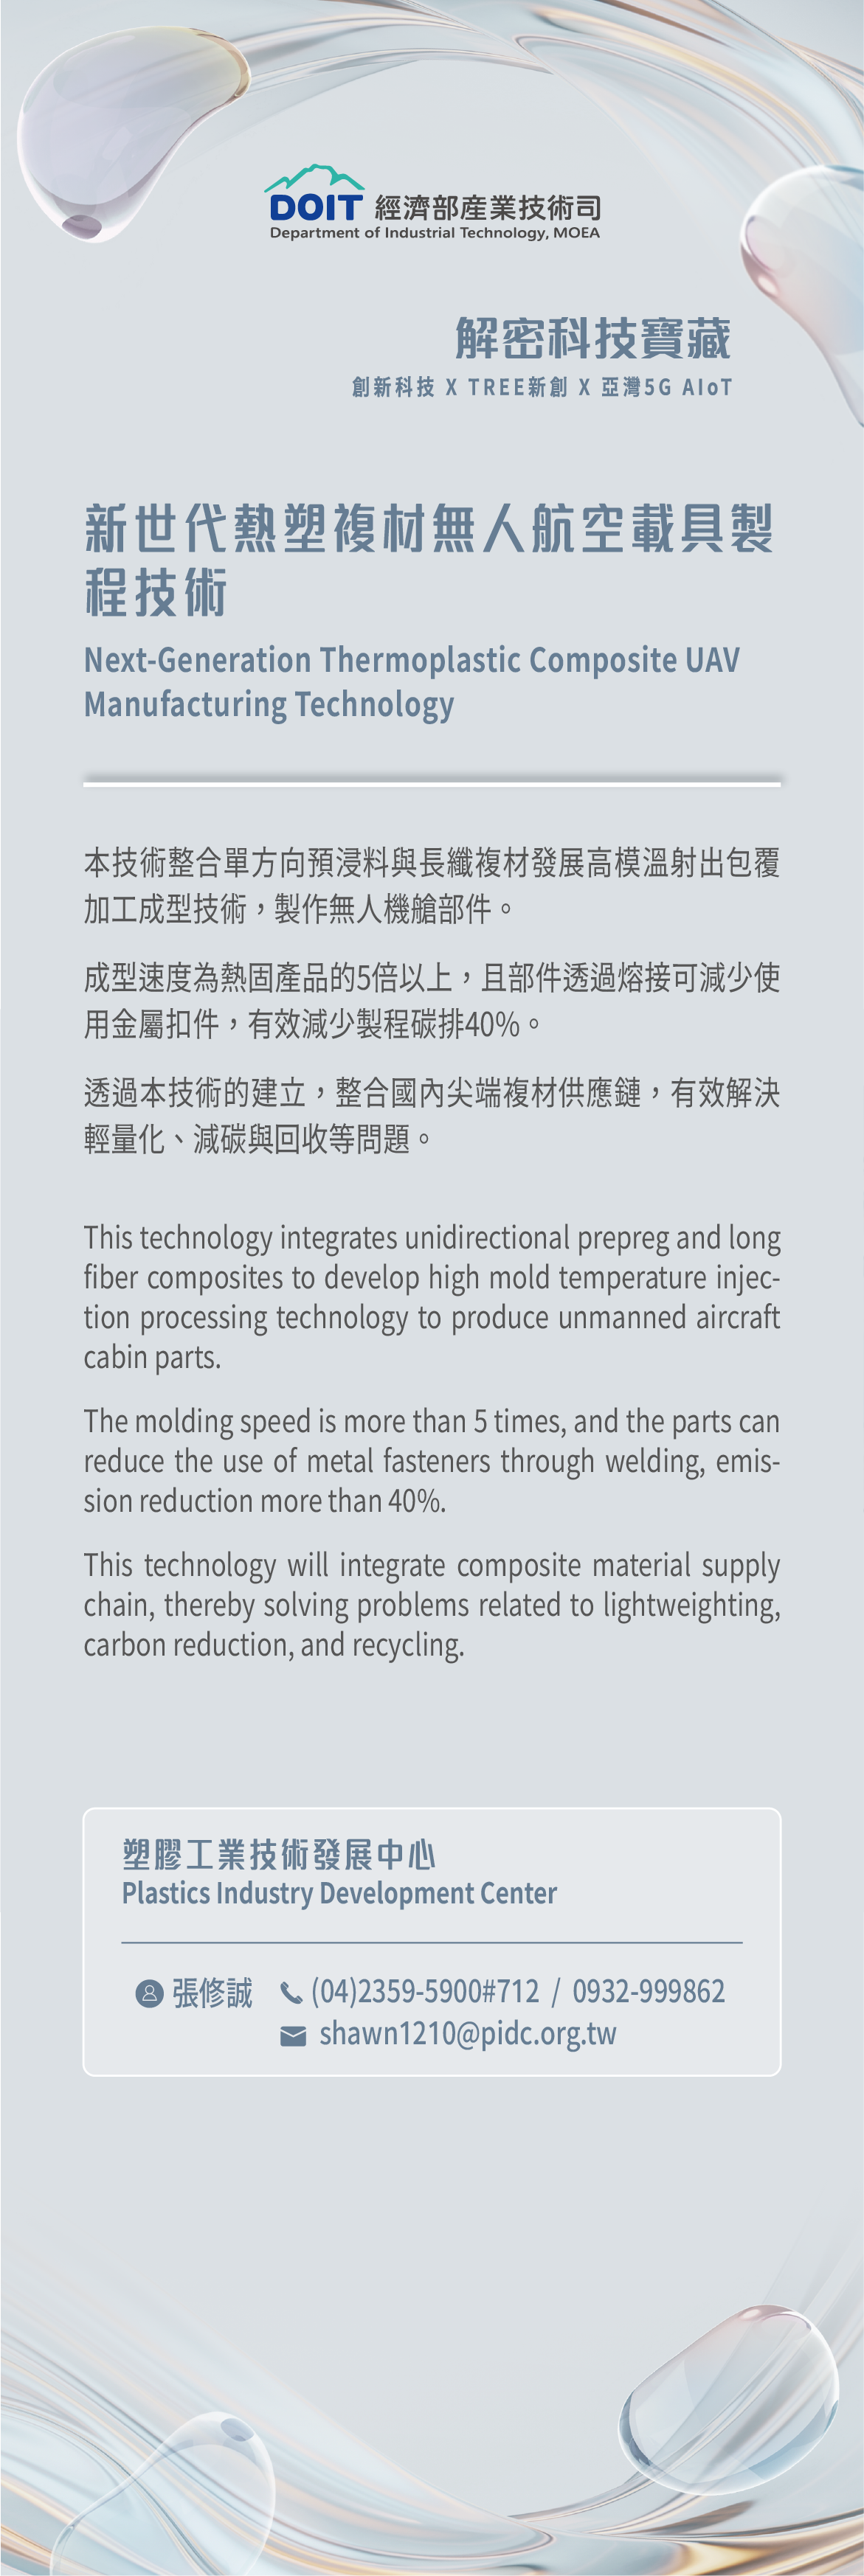 DOIT 經濟部產業技術司
Department of Industrial Technology, MOEA
解密科技寶藏
創新科技 X TREE新創 X 亞灣5G AIoT
新世代熱塑複材無人航空載具製
程技術
Next-Generation Thermoplastic Composite UAV
Manufacturing Technology
本技術整合單方向預浸料與長纖複材發展高模溫射出包覆
加工成型技術，製作無人機艙部件。
成型速度為熱固產品的5倍以上，且部件透過熔接可減少使
用金屬扣件，有效減少製程碳排40%。
透過本技術的建立，整合國內尖端複材供應鏈，有效解決
輕量化、減碳與回收等問題。
This technology integrates unidirectional prepreg and long
fiber composites to develop high mold temperature injec-
tion processing technology to produce unmanned aircraft
cabin parts.
The molding speed is more than 5 times, and the parts can
reduce the use of metal fasteners through welding, emis-
sion reduction more than 40%.
This technology will integrate composite material supply
chain, thereby solving problems related to lightweighting,
carbon reduction, and recycling.
塑膠工業技術發展中心
Plastics Industry Development Center
張修誠 (04)2359-5900#712 / 0932-999862
shawn1210@pidc.org.tw